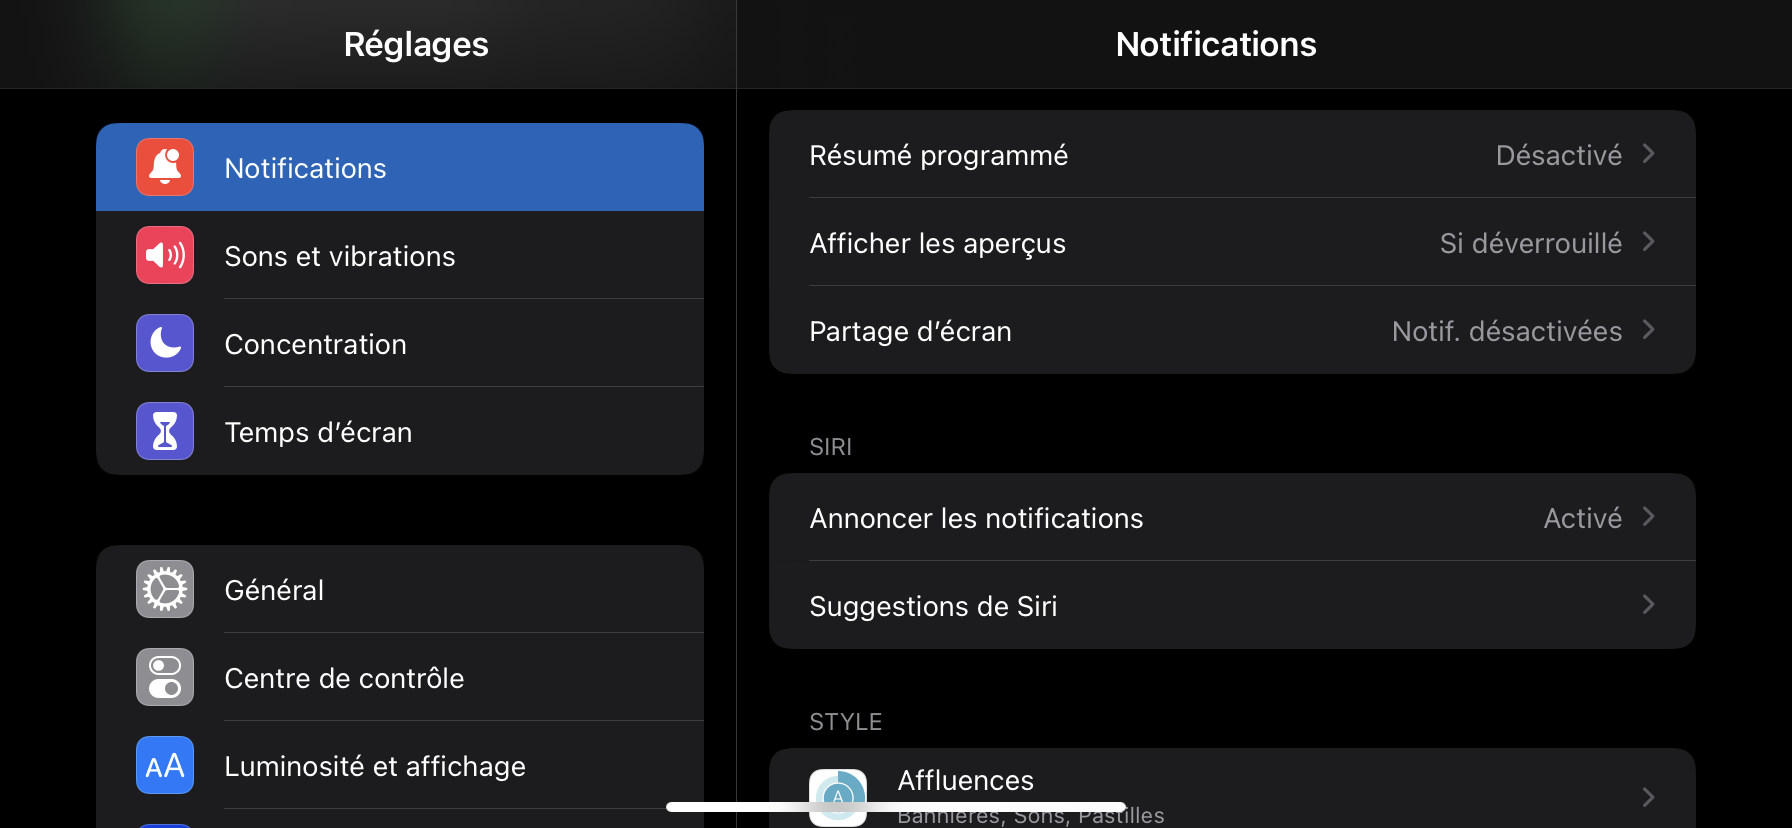 Réglages
Notifications
Sons et vibrations
Concentration
Temps d’écran
Général
Centre de contrôle
AA
Luminosité et affichage
Notifications
Résumé programmé Désactivé
Afficher les aperçus Si déverrouillé
Partage d’écran Notif. désactivées
SIRI
Annoncer les notifications Activé
Suggestions de Siri
STYLE
A
Affluences
Bannières, Sons, Pastilles